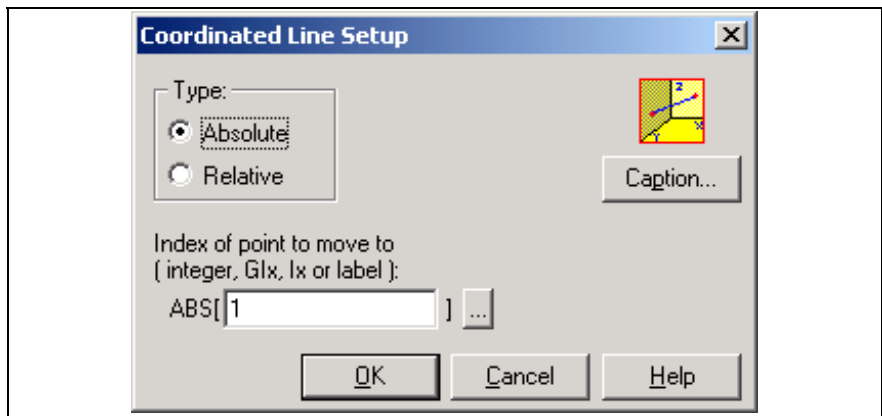 Coordinated Line Setup
Type:
Absolute
Relative
Z
Y
X
Caption...
Index of point to move to
( integer, GIx, Ix or label ):
ABS[ 1 ] ...
OK Cancel Help